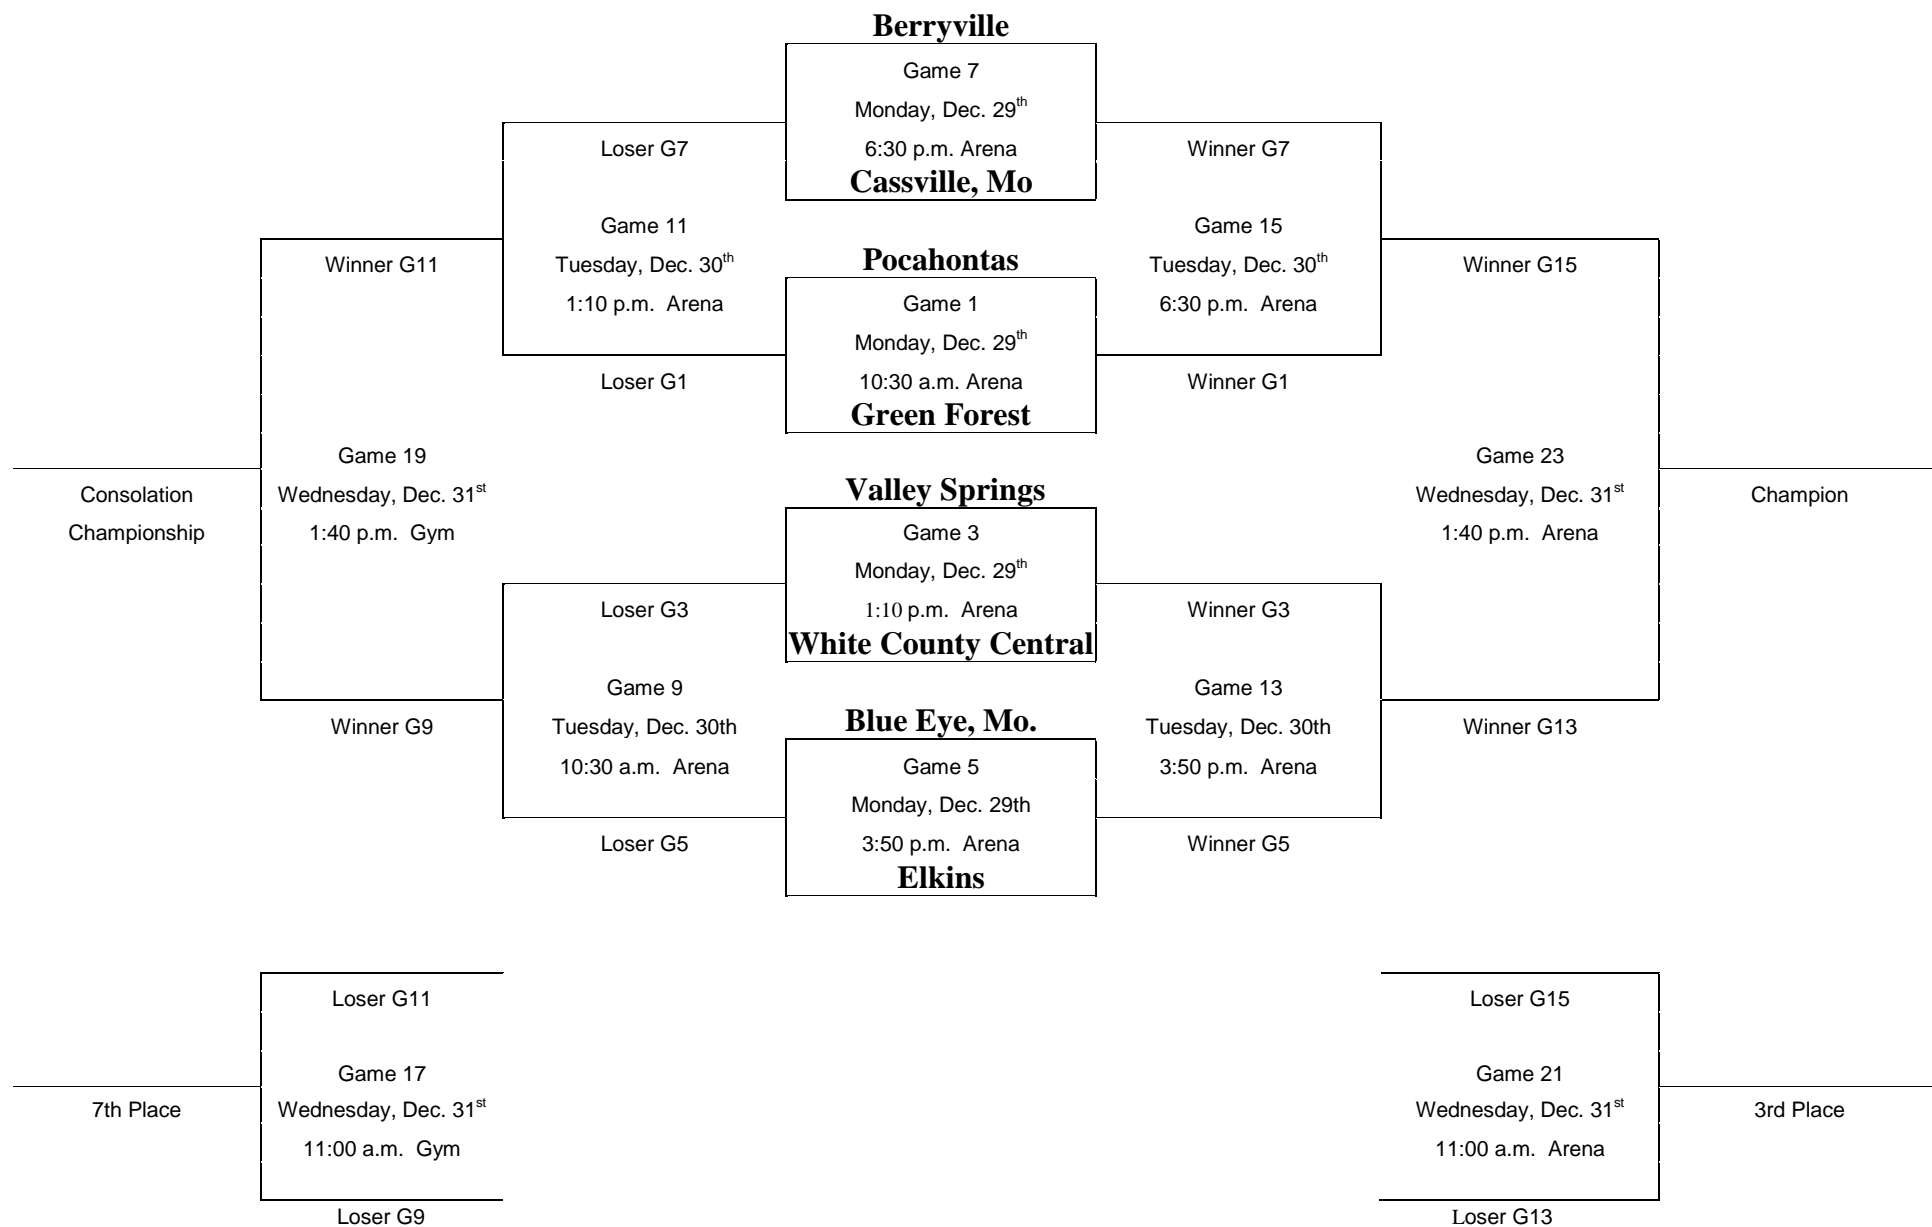 Berryville
Game 7
Monday, Dec. 29th
Loser G7
6:30 p.m. Arena
Winner G7
Cassville, Mo
Game 11
Game 15
Winner G11
Tuesday, Dec. 30th
Pocahontas
Tuesday, Dec. 30th
Winner G15
1:10 p.m. Arena
Game 1
6:30 p.m. Arena
Monday, Dec. 29th
Loser G1
10:30 a.m. Arena
Winner G1
Green Forest
Game 19
Game 23
Consolation
Wednesday, Dec. 31st
Valley Springs
Wednesday, Dec. 31st
Champion
Championship
1:40 p.m. Gym
Game 3
1:40 p.m. Arena
Monday, Dec. 29th
Loser G3
1:10 p.m. Arena
Winner G3
White County Central
Game 9
Game 13
Winner G9
Tuesday, Dec. 30th
Blue Eye, Mo.
Tuesday, Dec. 30th
Winner G13
10:30 a.m. Arena
Game 5
3:50 p.m. Arena
Monday, Dec. 29th
Loser G5
3:50 p.m. Arena
Winner G5
Elkins
Loser G11
Loser G15
Game 17
Game 21
7th Place
Wednesday, Dec. 31st
Wednesday, Dec. 31st
3rd Place
11:00 a.m. Gym
11:00 a.m. Arena
Loser G9
Loser G13